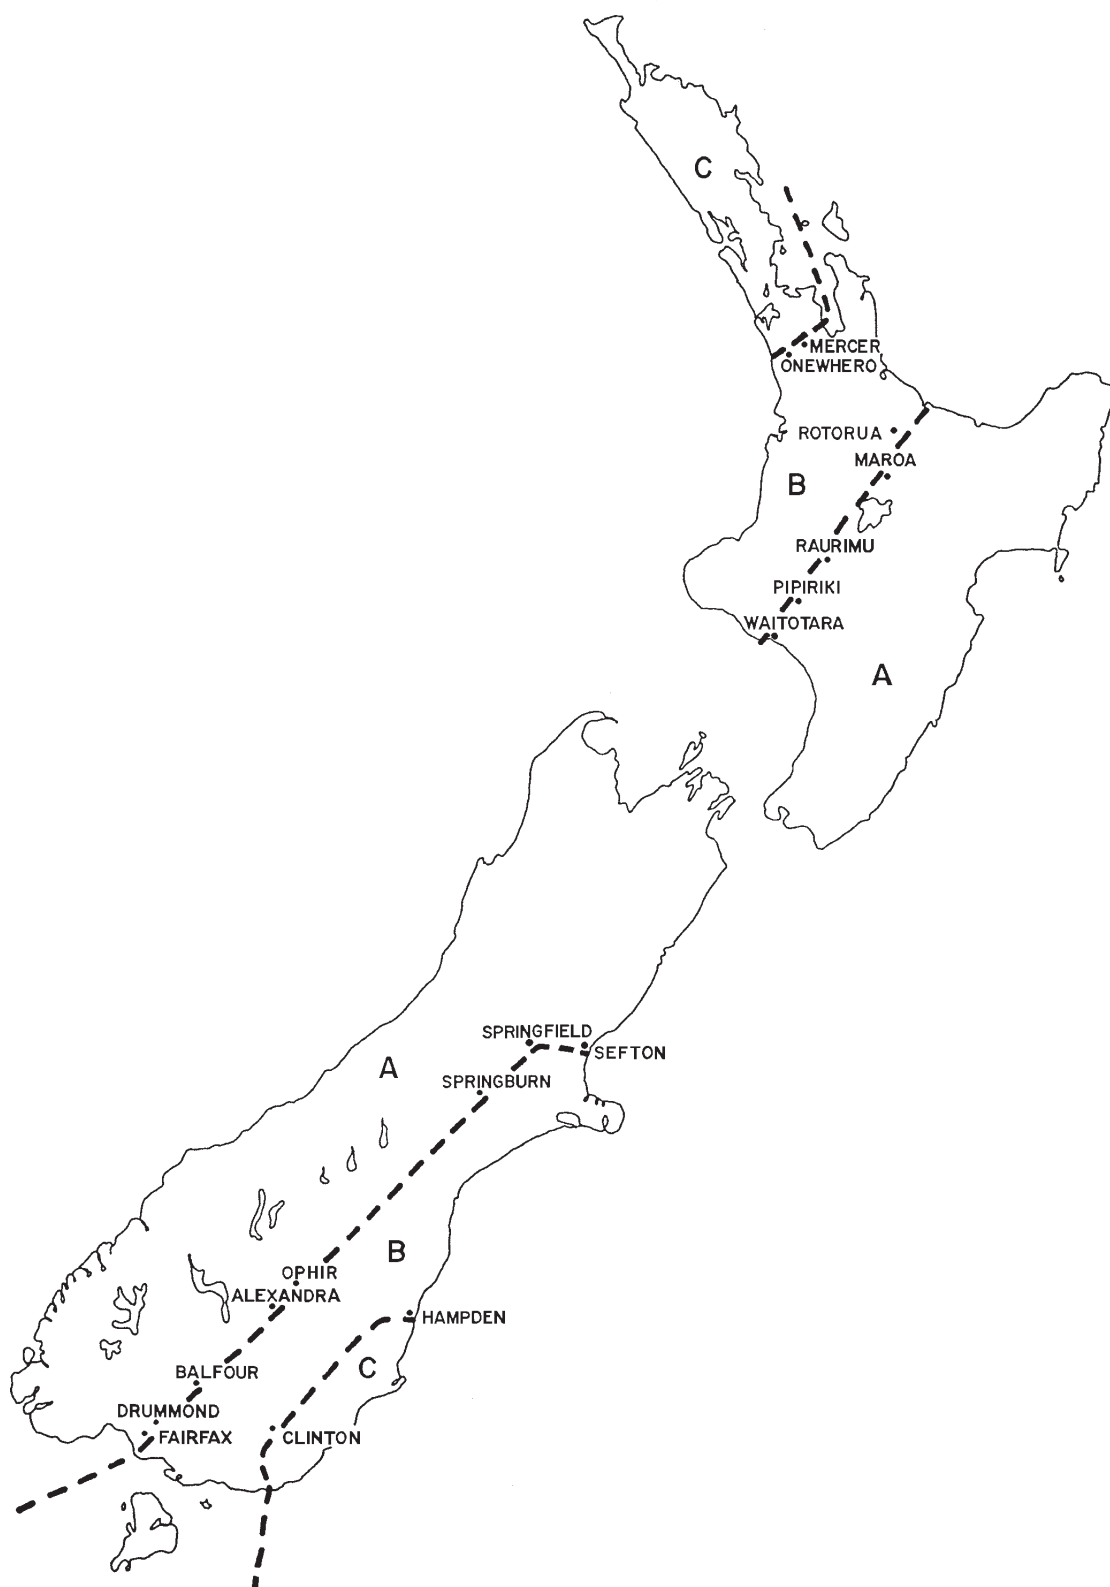 C
MERCER
ONEWHERO
ROTORUA
MAROA
B
RAURIMU
PIPIRIKI
WAITOTARA
A
SPRINGFIELD
SEFTON
A
SPRINGBURN
B
OPHIR
ALEXANDRA
HAMPDEN
C
BALFOUR
DRUMMOND
FAIRFAX
CLINTON